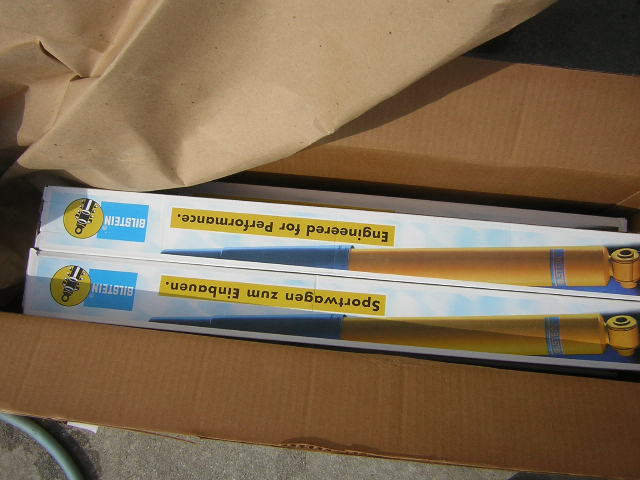 BILSTEIN®
Engineered for Performance.
BILSTEIN®
Sportwagen zum Einbauen.